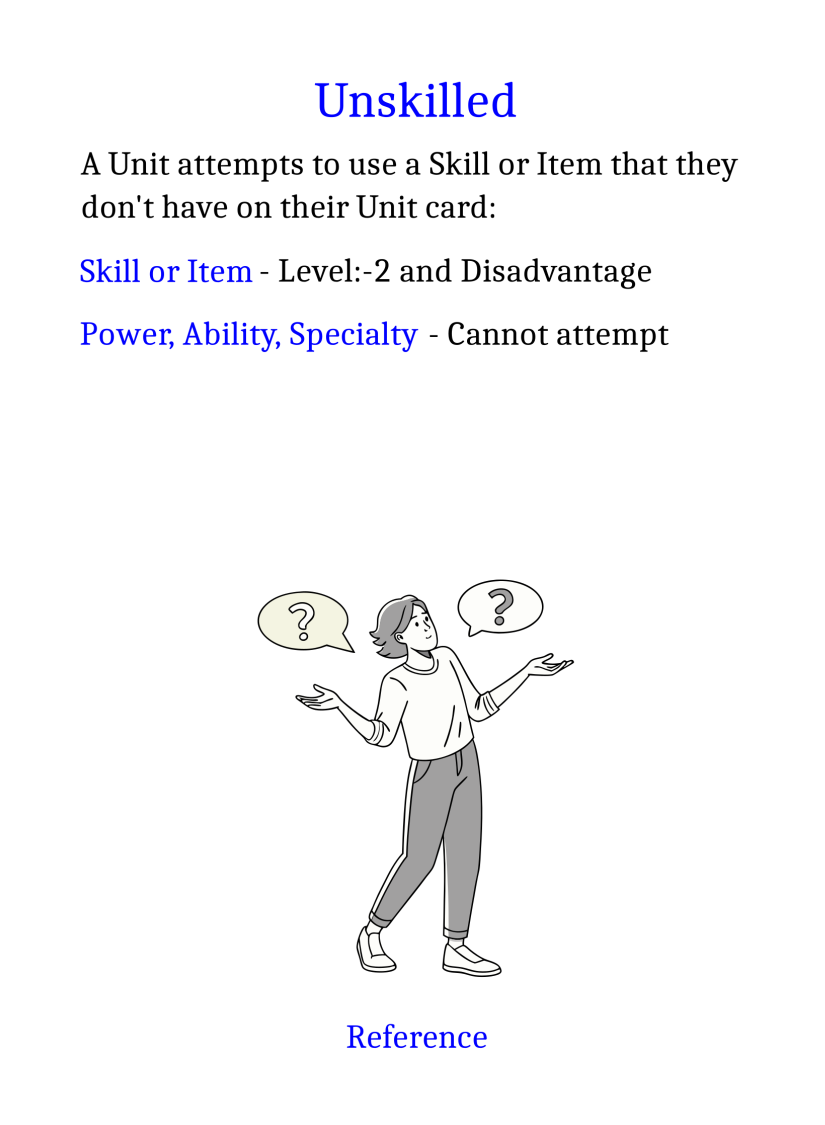 Unskilled
A Unit attempts to use a Skill or Item that they
don't have on their Unit card:
Skill or Item - Level:-2 and Disadvantage
Power, Ability, Specialty - Cannot attempt
? ?
Reference